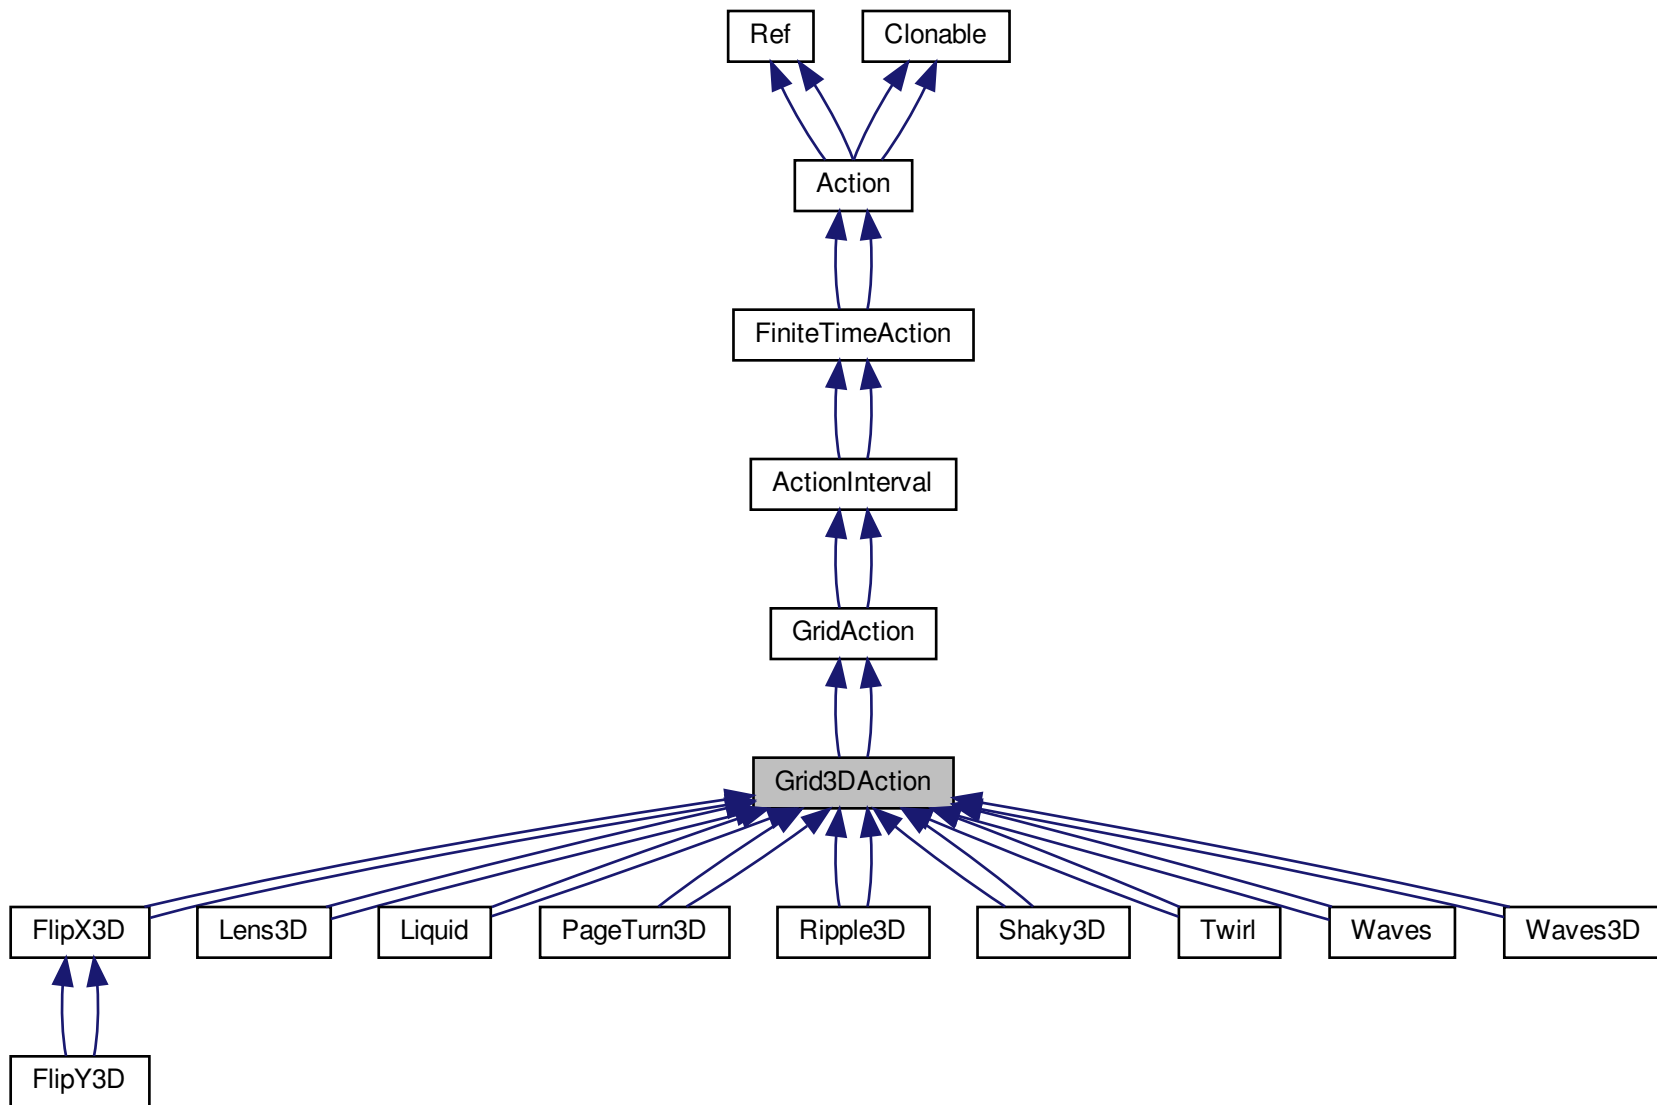 Ref
Clonable
Action
FiniteTimeAction
ActionInterval
GridAction
Grid3DAction
FlipX3D
Lens3D
Liquid
PageTurn3D
Ripple3D
Shaky3D
Twirl
Waves
Waves3D
FlipY3D